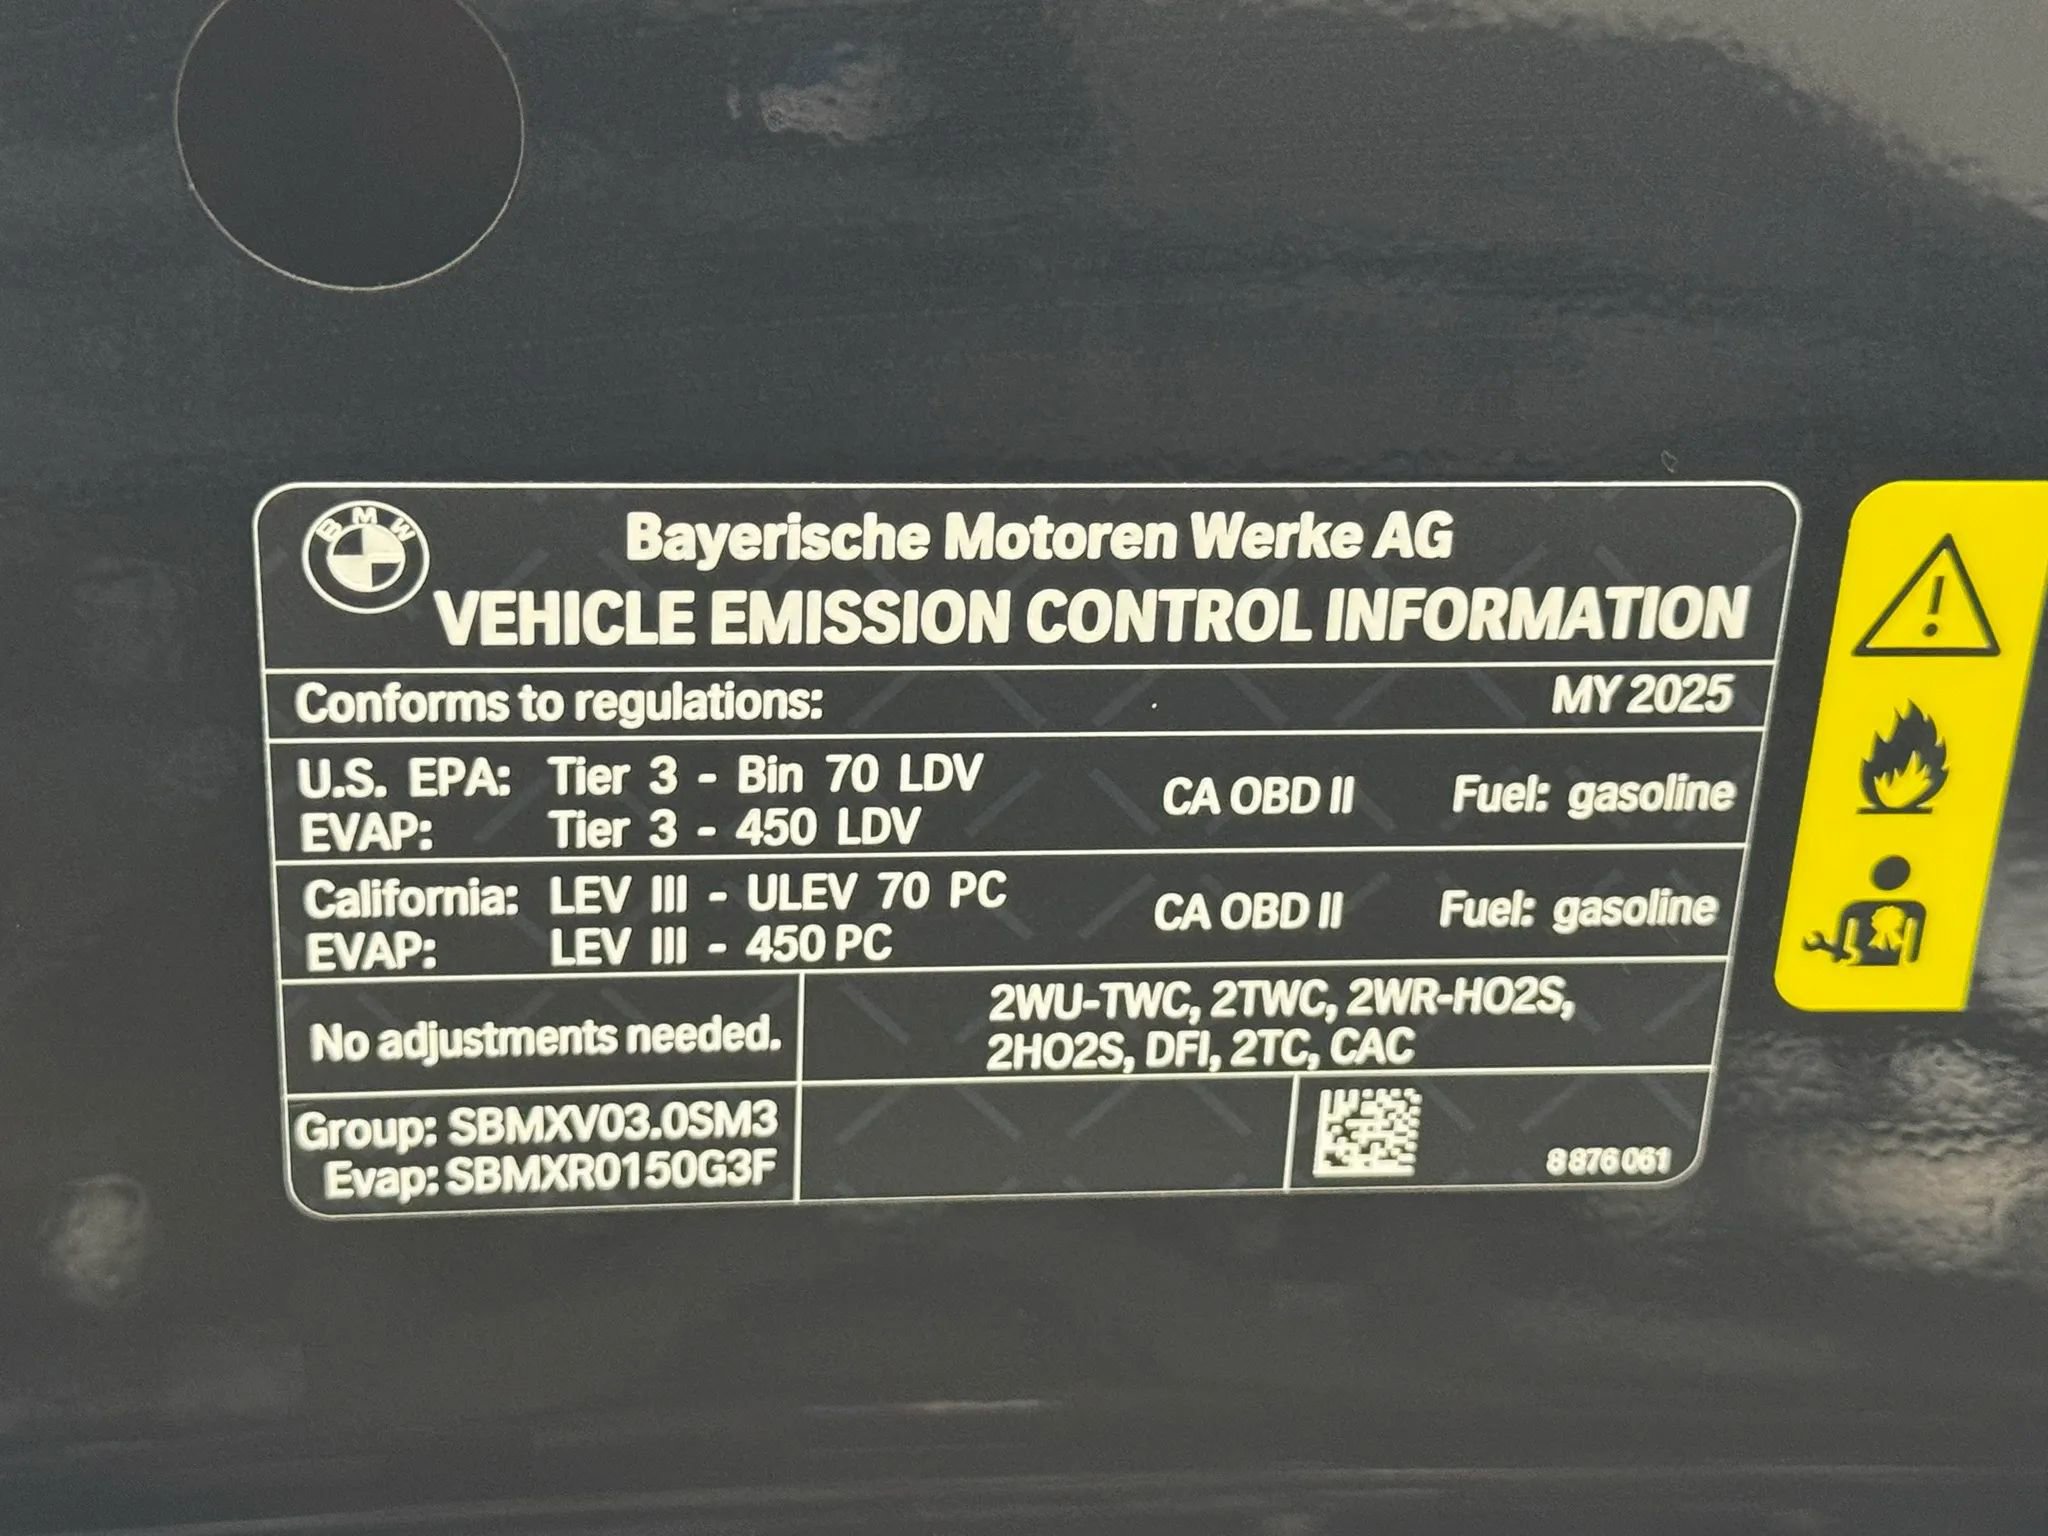 BMW
Bayerische Motoren Werke AG
VEHICLE EMISSION CONTROL INFORMATION
Conforms to regulations: MY 2025
U.S. EPA: Tier 3 - Bin 70 LDV CA OBD II Fuel: gasoline
EVAP: Tier 3 - 450 LDV
California: LEV III - ULEV 70 PC CA OBD II Fuel: gasoline
EVAP: LEV III - 450 PC
No adjustments needed.
2WU-TWC, 2TWC, 2WR-HO2S,
2HO2S, DFI, 2TC, CAC
Group: SBMXV03.0SM3
Evap: SBMXR0150G3F
8 876 061